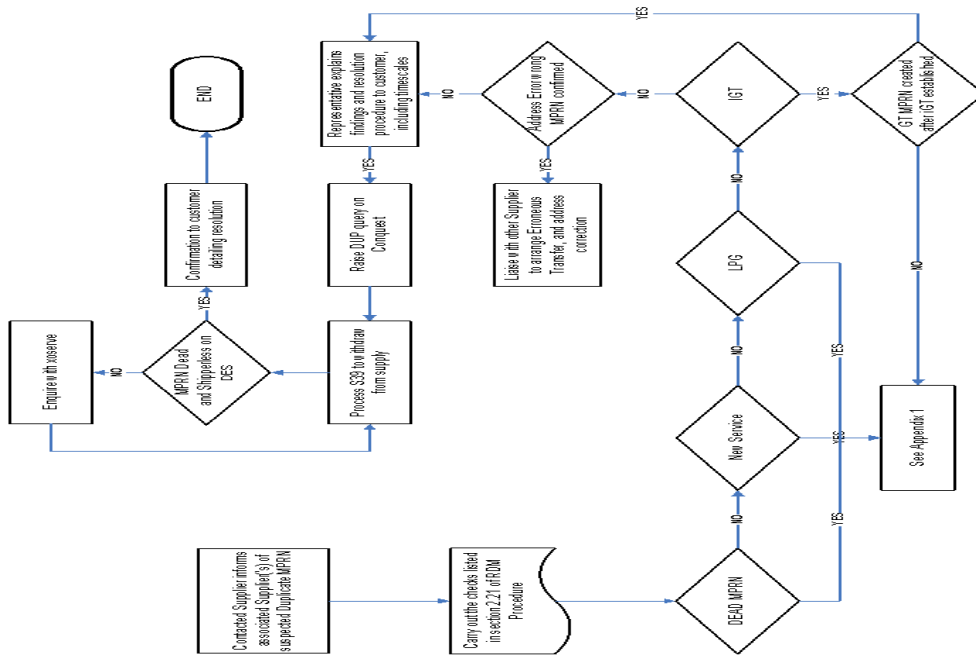 Contacted Supplier informs
associated Supplier('s) of
suspected Duplicate MPRN
Carry out the checks listed
in section 2.21 of RDM
Procedure
DEAD MPRN
NO
YES
New Service
NO
YES
LPG
NO
YES
IGT
NO
YES
Address Error wrong
MPRN confirmed
NO
YES
Liaise with other Supplier
to arrange Erroneous
Transfer, and address
correction
GT MPRN created
after iGT established
NO
YES
See Appendix 1
Representative explains
findings and resolution
procedure to customer,
including timescales
YES
Raise DUP query on
Conquest
Process S39 to withdraw
from supply
MPRN Dead
and Shipperless on
DES
NO
YES
Enquire with xoserve
Confirmation to customer
detailing resolution
END